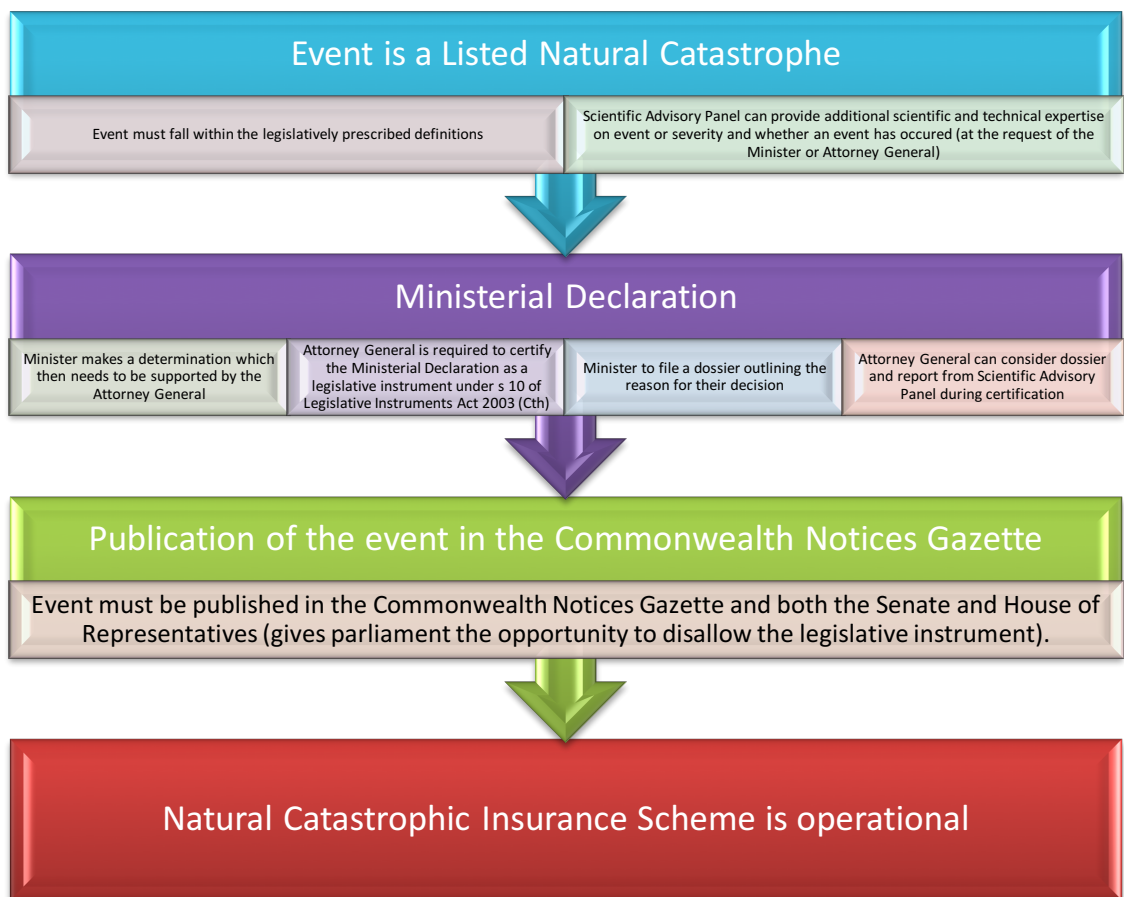 Event is a Listed Natural Catastrophe
Event must fall within the legislatively prescribed definitions
Scientific Advisory Panel can provide additional scientific and technical expertise
on event or severity and whether an event has occured (at the request of the
Minister or Attorney General)
Ministerial Declaration
Minister makes a determination which
then needs to be supported by the
Attorney General
Attorney General is required to certify
the Ministerial Declaration as a
legislative instrument under s 10 of
Legislative Instruments Act 2003 (Cth)
Minister to file a dossier outlining the
reason for their decision
Attorney General can consider dossier
and report from Scientific Advisory
Panel during certification
Publication of the event in the Commonwealth Notices Gazette
Event must be published in the Commonwealth Notices Gazette and both the Senate and House of
Representatives (gives parliament the opportunity to disallow the legislative instrument).
Natural Catastrophic Insurance Scheme is operational